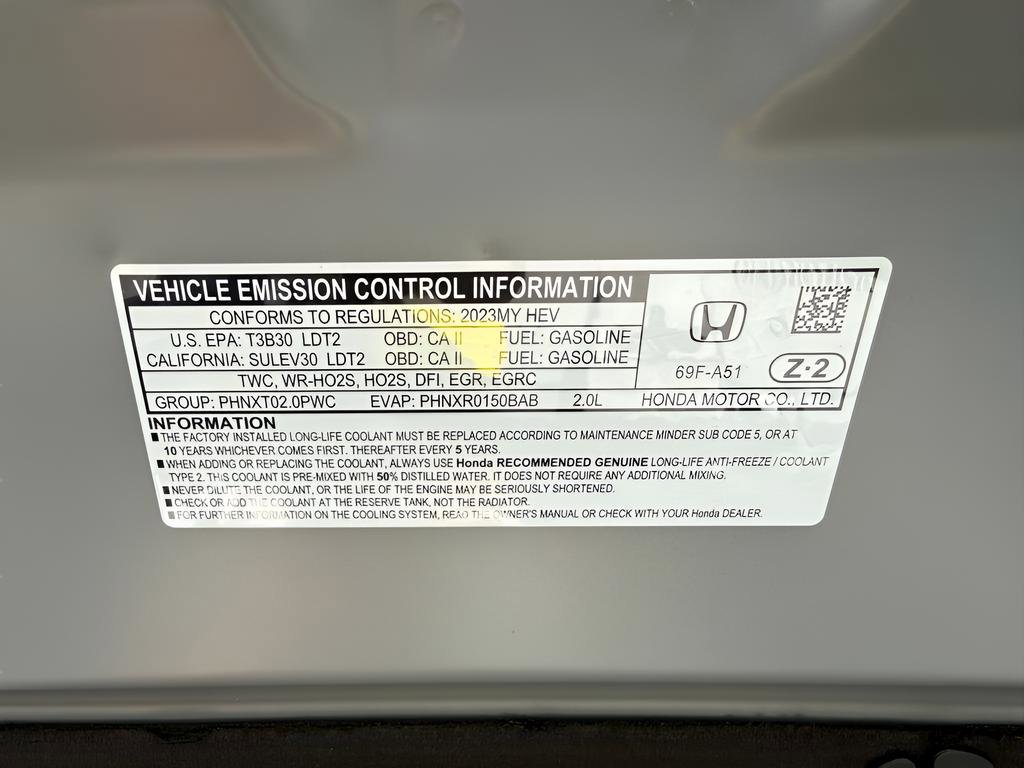 VEHICLE EMISSION CONTROL INFORMATION
CONFORMS TO REGULATIONS: 2023MY HEV
U.S. EPA: T3B30 LDT2 OBD: CA II FUEL: GASOLINE
CALIFORNIA: SULEV30 LDT2 OBD: CA II FUEL: GASOLINE
TWC, WR-HO2S, HO2S, DFI, EGR, EGRC
69F-A51 Z·2
GROUP: PHNXT02.0PWC EVAP: PHNXR0150BAB 2.0L HONDA MOTOR CO., LTD.
INFORMATION
■ THE FACTORY INSTALLED LONG-LIFE COOLANT MUST BE REPLACED ACCORDING TO MAINTENANCE MINDER SUB CODE 5, OR AT
10 YEARS WHICHEVER COMES FIRST. THEREAFTER EVERY 5 YEARS.
■ WHEN ADDING OR REPLACING THE COOLANT, ALWAYS USE Honda RECOMMENDED GENUINE LONG-LIFE ANTI-FREEZE / COOLANT
TYPE 2. THIS COOLANT IS PRE-MIXED WITH 50% DISTILLED WATER. IT DOES NOT REQUIRE ANY ADDITIONAL MIXING.
■ NEVER DILUTE THE COOLANT, OR THE LIFE OF THE ENGINE MAY BE SERIOUSLY SHORTENED.
■ CHECK OR ADD THE COOLANT AT THE RESERVE TANK, NOT THE RADIATOR.
■ FOR FURTHER INFORMATION ON THE COOLING SYSTEM, READ THE OWNER'S MANUAL OR CHECK WITH YOUR Honda DEALER.